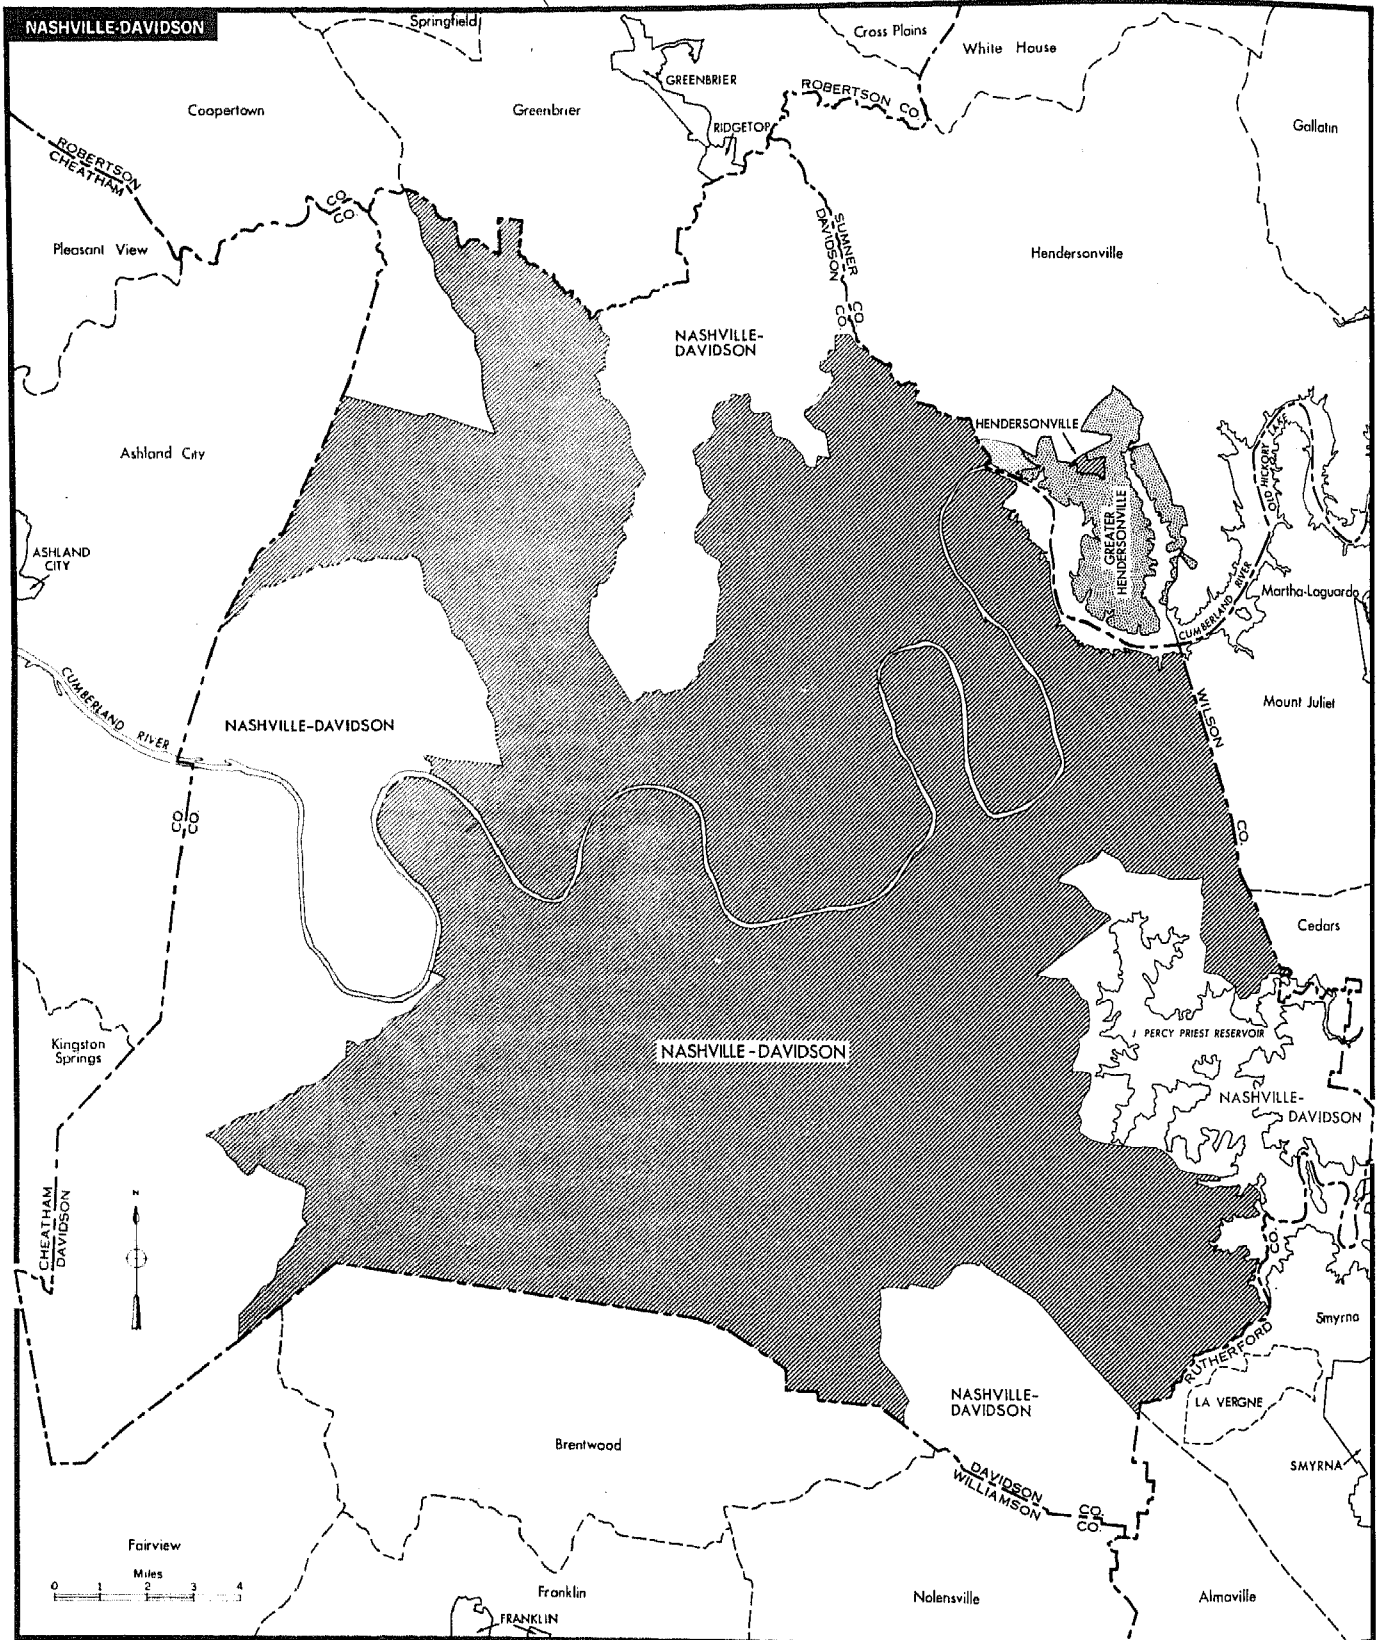 NASHVILLE-DAVIDSON
Springfield
Cross Plains
White House
GREENBRIER
Coopertown
Greenbrier
ROBERTSON CO.
RIDGETOP
Gallatin
ROBERTSON
CHEATHAM
CO.
CO.
Pleasant View
SUMNER
DAVIDSON
CO.
CO.
Hendersonville
NASHVILLE-
DAVIDSON
HENDERSONVILLE
OLD HICKORY LAKE
Ashland City
GREATER
HENDERSONVILLE
ASHLAND
CITY
CUMBERLAND RIVER
Martha-Laguardo
CUMBERLAND RIVER
NASHVILLE-DAVIDSON
WILSON
CO.
Mount Juliet
CO.
CO.
Cedars
Kingston
Springs
NASHVILLE - DAVIDSON
J PERCY PRIEST RESERVOIR
NASHVILLE-
DAVIDSON
CHEATHAM
DAVIDSON
N
CO.
RUTHERFORD
Smyrna
LA VERGNE
NASHVILLE-
DAVIDSON
Brentwood
SMYRNA
DAVIDSON
WILLIAMSON
CO.
CO.
Fairview
Miles
0 1 2 3 4
Franklin
FRANKLIN
Nolensville
Almaville